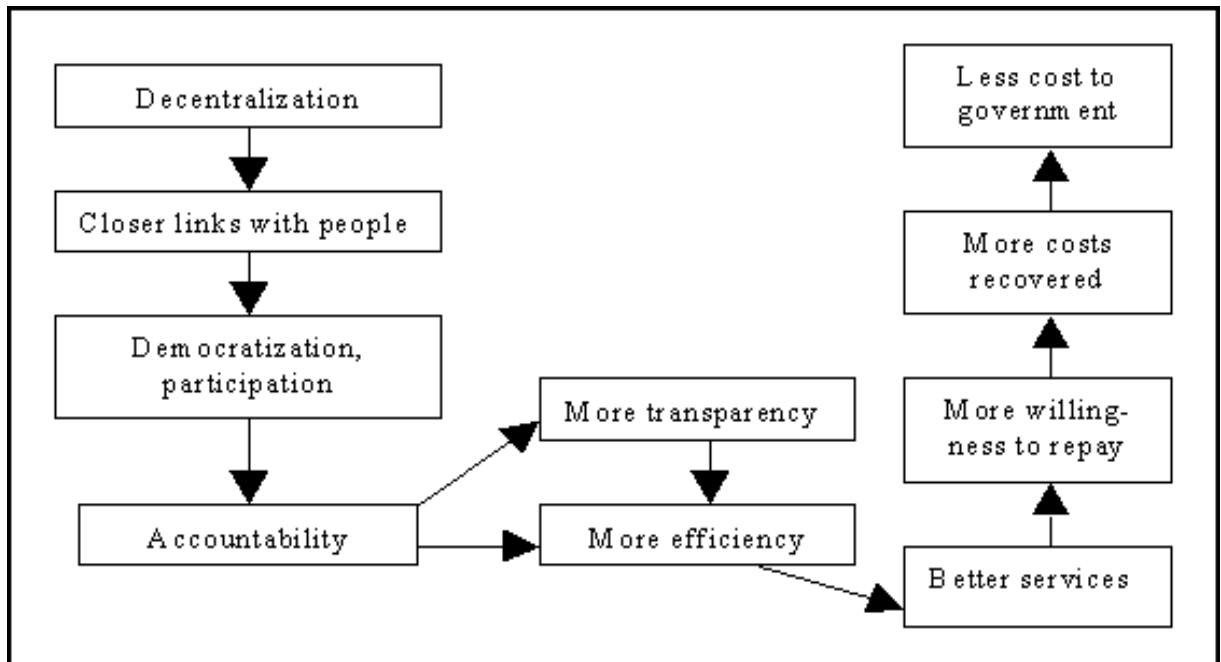 Decentralization
Closer links with people
Democratization,
participation
Accountability
More transparency
More efficiency
Better services
More willing-
ness to repay
More costs
recovered
Less cost to
government